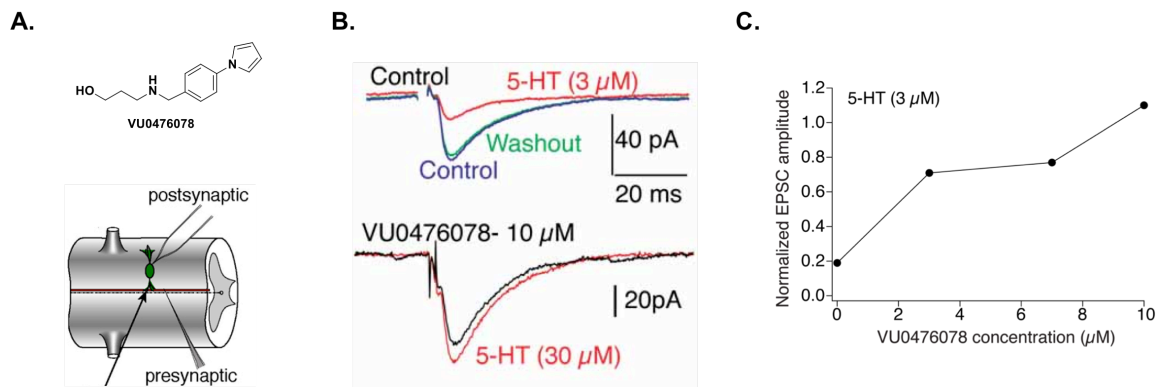 A.
HO
H
N
N
VU0476078
postsynaptic
presynaptic
B.
Control
5-HT (3 µM)
Washout
Control
40 pA
20 ms
VU0476078- 10 µM
20pA
5-HT (30 µM)
C.
5-HT (3 µM)
Normalized EPSC amplitude
1.2
1.0
0.8
0.6
0.4
0.2
0.0
0 2 4 6 8 10
VU0476078 concentration (µM)